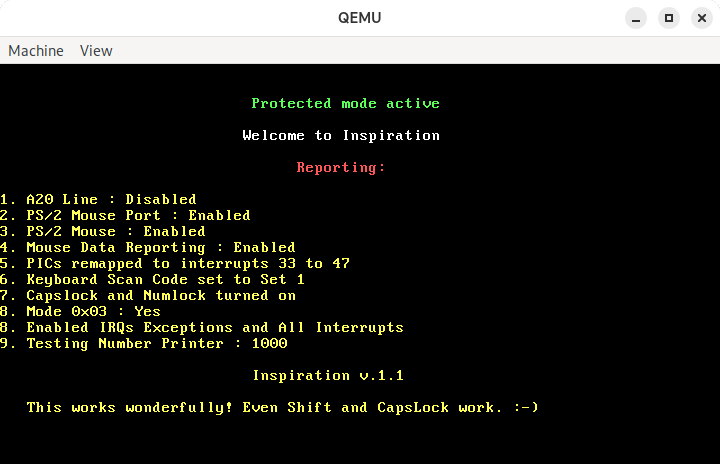 QEMU
Machine View
Protected mode active
Welcome to Inspiration
Reporting:
1. A20 Line : Disabled
2. PS/2 Mouse Port : Enabled
3. PS/2 Mouse : Enabled
4. Mouse Data Reporting : Enabled
5. PICs remapped to interrupts 33 to 47
6. Keyboard Scan Code set to Set 1
7. Capslock and Numlock turned on
8. Mode 0x03 : Yes
8. Enabled IRQs Exceptions and All Interrupts
9. Testing Number Printer : 1000
Inspiration v.1.1
This works wonderfully! Even Shift and CapsLock work. :-)